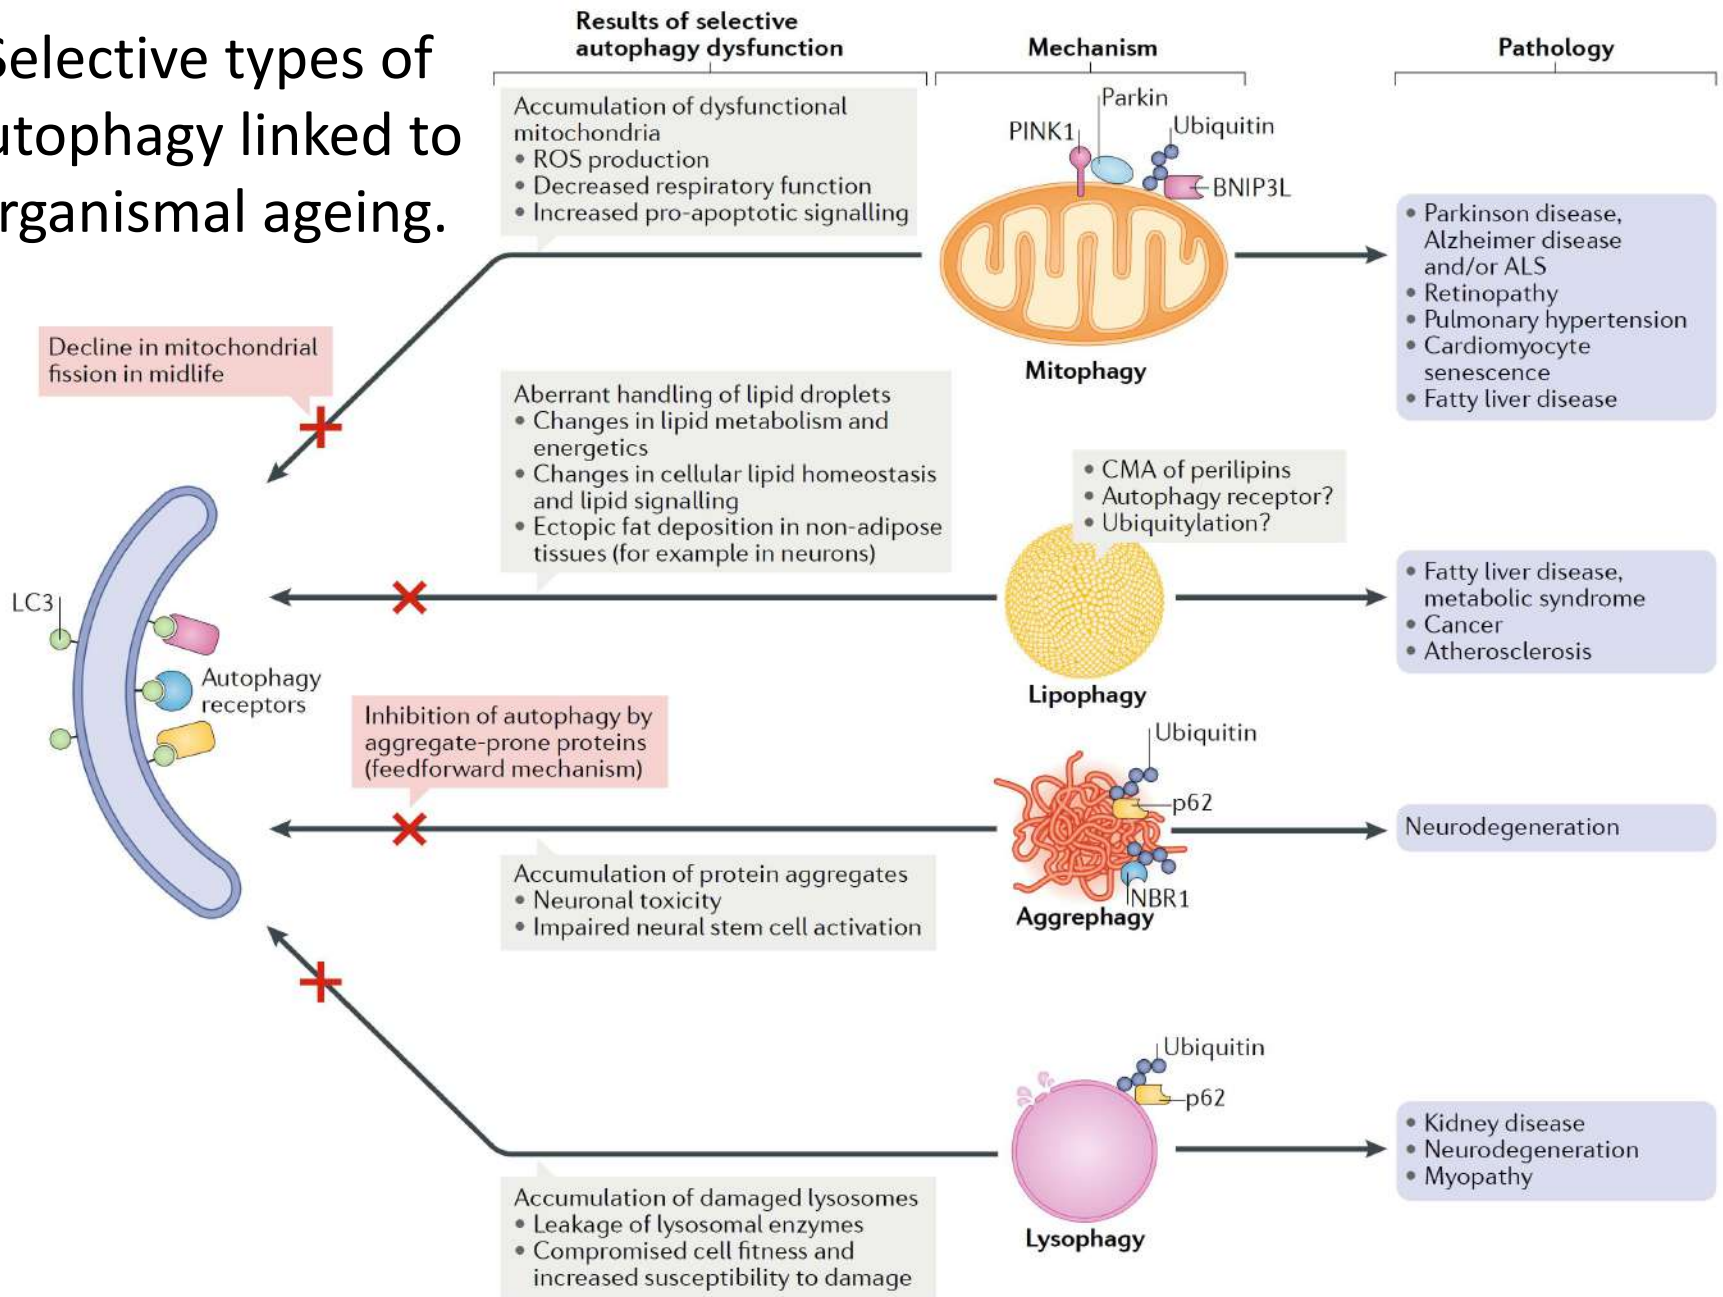 Selective types of
utophagy linked to
rganismal ageing.
Results of selective
autophagy dysfunction
Mechanism
Pathology
Accumulation of dysfunctional
mitochondria
• ROS production
• Decreased respiratory function
• Increased pro-apoptotic signalling
Parkin
PINK1
Ubiquitin
BNIP3L
Mitophagy
• Parkinson disease,
Alzheimer disease
and/or ALS
• Retinopathy
• Pulmonary hypertension
• Cardiomyocyte
senescence
• Fatty liver disease
Decline in mitochondrial
fission in midlife
Aberrant handling of lipid droplets
• Changes in lipid metabolism and
energetics
• Changes in cellular lipid homeostasis
and lipid signalling
• Ectopic fat deposition in non-adipose
tissues (for example in neurons)
• CMA of perilipins
• Autophagy receptor?
• Ubiquitylation?
Lipophagy
• Fatty liver disease,
metabolic syndrome
• Cancer
• Atherosclerosis
LC3
Autophagy
receptors
Inhibition of autophagy by
aggregate-prone proteins
(feedforward mechanism)
Ubiquitin
p62
NBR1
Aggrephagy
Neurodegeneration
Accumulation of protein aggregates
• Neuronal toxicity
• Impaired neural stem cell activation
Ubiquitin
p62
Lysophagy
• Kidney disease
• Neurodegeneration
• Myopathy
Accumulation of damaged lysosomes
• Leakage of lysosomal enzymes
• Compromised cell fitness and
increased susceptibility to damage